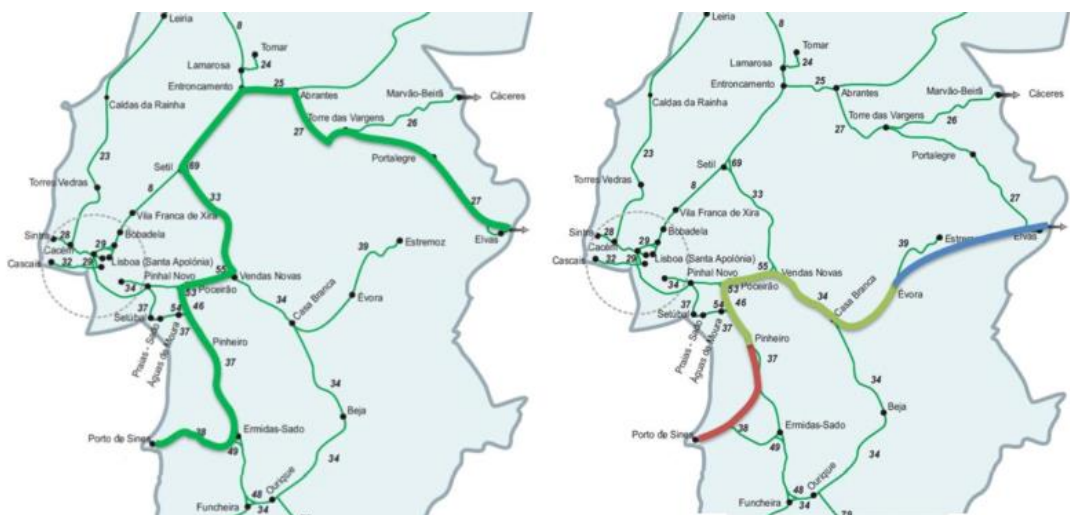 Leiria
8
Tomar
Lamarosa
24
Entroncamento
25
Abrantes
Marvão-Beirã
Cáceres
Caldas da Rainha
Torre das Vargens
27
26
Setil
69
Portalegre
23
33
Torres Vedras
8
27
Vila Franca de Xira
Sintra
28
Bobadela
Elvas
29
39
Estremoz
Cacém
Lisboa (Santa Apolónia)
Cascais
32
29
55
Vendas Novas
Pinhal Novo
34
53
Poceirão
46
Évora
37
54
34
Casa Branca
Setúbal
37
Praias - Sado
Águas de Moura
Pinheiro
37
34
Beja
Porto de Sines
38
Ermidas-Sado
49
34
48
Ourique
Funcheira
34
Leiria
8
Tomar
Lamarosa
24
Entroncamento
25
Abrantes
Marvão-Beirã
Cáceres
Caldas da Rainha
Torre das Vargens
27
26
Setil
69
Portalegre
23
33
Torres Vedras
8
27
Vila Franca de Xira
Sintra
28
Bobadela
Elvas
29
39
Cacém
Lisboa (Santa Apolónia)
Cascais
32
29
55
Vendas Novas
Pinhal Novo
34
53
Poceirão
46
Évora
37
54
34
Casa Branca
Setúbal
37
Praias - Sado
Águas de Moura
Pinheiro
37
34
Beja
38
Ermidas-Sado
49
34
48
Ourique
Funcheira
34